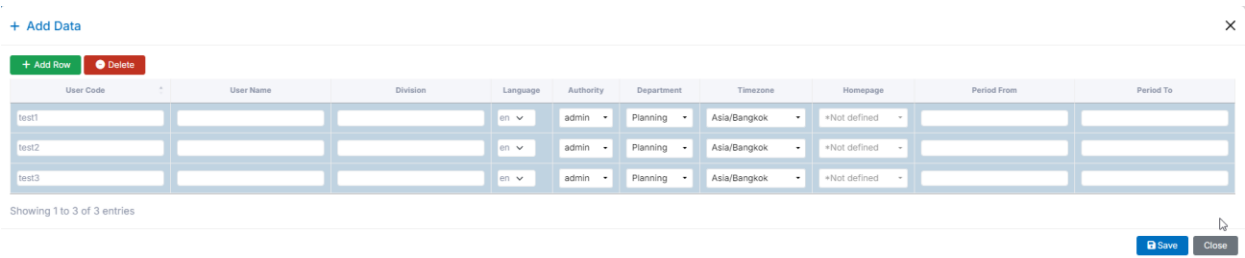 + Add Data
+ Add Row Delete
User Code User Name Division Language Authority Department Timezone Homepage Period From Period To
test1 en admin Planning Asia/Bangkok *Not defined
test2 en admin Planning Asia/Bangkok *Not defined
test3 en admin Planning Asia/Bangkok *Not defined
Showing 1 to 3 of 3 entries
Save Close